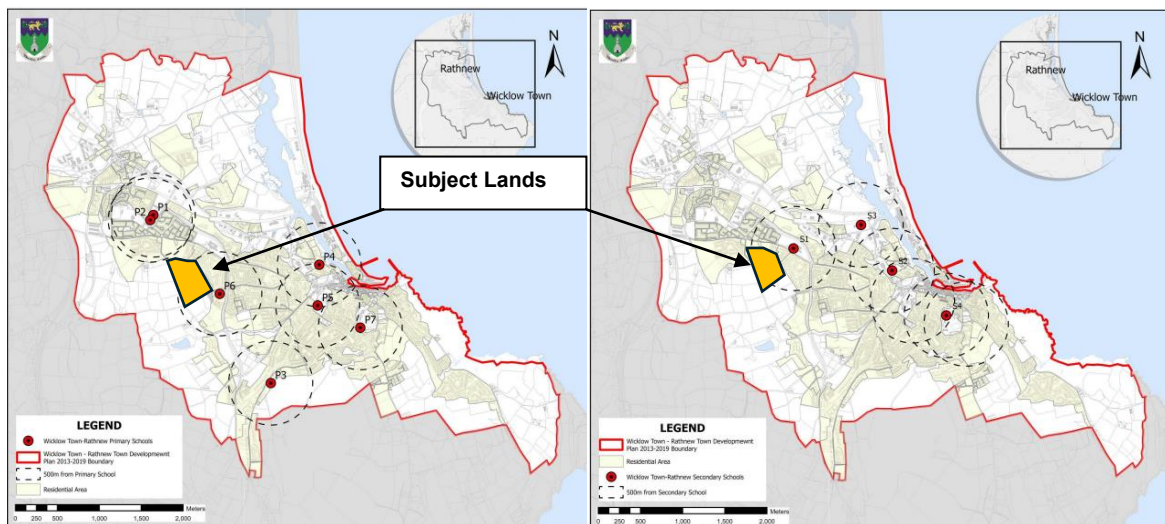 N
Rathnew
Wicklow Town
P2 P1
P4
P6
P5
P7
P3
LEGEND
Wicklow Town-Rathnew Primary Schools
Wicklow Town - Rathnew Town Developmewnt
Plan 2013-2019 Boundary
500m from Primary School
Residential Area
Meters
0 250 500 1,000 1,500 2,000
Subject Lands
N
Rathnew
Wicklow Town
S3
S1
S2
S4
LEGEND
Wicklow Town - Rathnew Town Developmewnt
Plan 2013-2019 Boundary
Residential Area
Wicklow Town-Rathnew Secondary Schools
500m from Secondary School
Meters
0 250 500 1,000 1,500 2,000